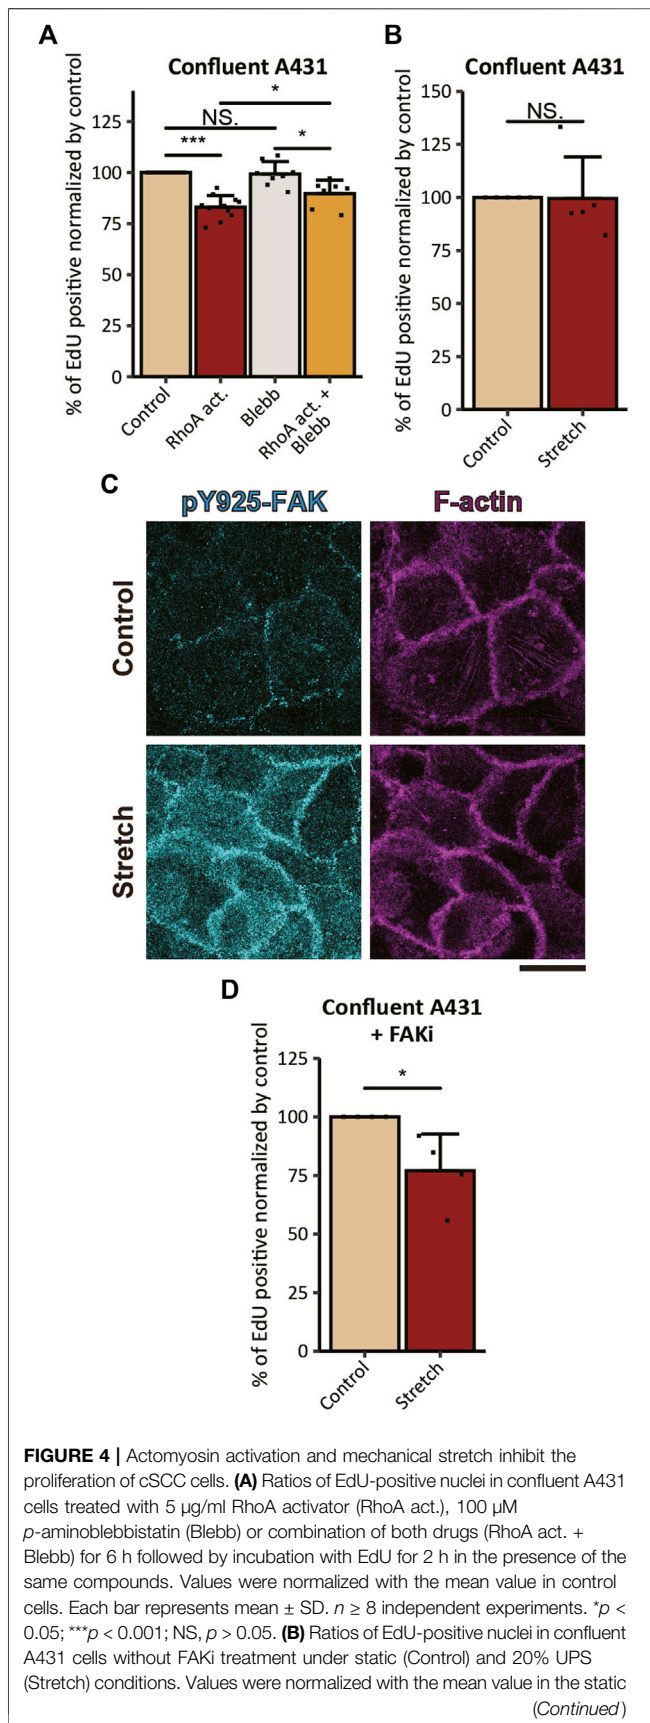 A
Confluent A431
% of EdU positive normalized by control
125
100
75
50
25
0
*
NS.
***
*
Control
RhoA act.
Blebb
RhoA act. +
Blebb
B
Confluent A431
% of EdU positive normalized by control
150
125
100
75
50
25
0
NS.
Control
Stretch
C
pY925-FAK
F-actin
Control
Stretch
D
Confluent A431
+ FAKi
% of EdU positive normalized by control
125
100
75
50
25
0
*
Control
Stretch
FIGURE 4 | Actomyosin activation and mechanical stretch inhibit the
proliferation of cSCC cells. (A) Ratios of EdU-positive nuclei in confluent A431
cells treated with 5 µg/ml RhoA activator (RhoA act.), 100 µM
p-aminoblebbistatin (Blebb) or combination of both drugs (RhoA act. +
Blebb) for 6 h followed by incubation with EdU for 2 h in the presence of the
same compounds. Values were normalized with the mean value in control
cells. Each bar represents mean ± SD. n ≥ 8 independent experiments. *p <
0.05; ***p < 0.001; NS, p > 0.05. (B) Ratios of EdU-positive nuclei in confluent
A431 cells without FAKi treatment under static (Control) and 20% UPS
(Stretch) conditions. Values were normalized with the mean value in the static
(Continued)